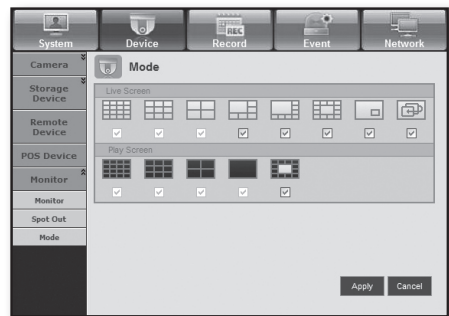 System
Device
REC
Record
Event
Network
Camera
Storage
Device
Remote
Device
POS Device
Monitor
Monitor
Spot Out
Mode
Mode
Live Screen
Play Screen
Apply
Cancel